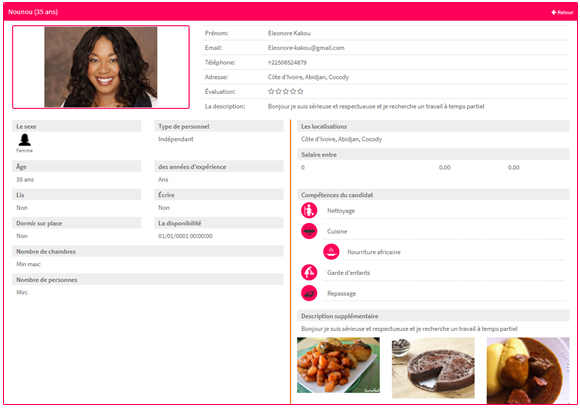 Nounou (35 ans)
Retour
Prénom: Eleonore Kakou
Email: Eleonore-kakou@gmail.com
Téléphone: +22506524879
Adresse: Côte d'Ivoire, Abidjan, Cocody
Évaluation:
La description: Bonjour je suis sérieuse et respectueuse et je recherche un travail à temps partiel
Le sexe
Femme
Type de personnel
Indépendant
Âge
35 ans
des années d'expérience
Ans
Lis
Non
Écrire
Non
Dormir sur place
Non
La disponibilité
01/01/0001 00:00:00
Nombre de chambres
Min max:
Nombre de personnes
Min:
Les localisations
Côte d'Ivoire, Abidjan, Cocody
Salaire entre
0 0.00 0.00
Compétences du candidat
Nettoyage
Cuisine
Nourriture africaine
Garde d'enfants
Repassage
Description supplémentaire
Bonjour je suis sérieuse et respectueuse et je recherche un travail à temps partiel